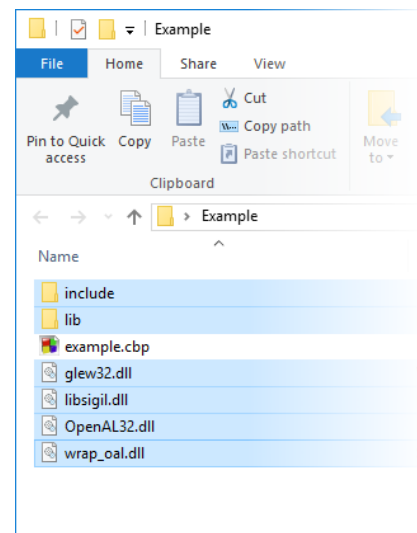 Example
File Home Share View
Pin to Quick access
Copy
Paste
Cut
Copy path
Paste shortcut
Move to
Clipboard
Example
Name
include
lib
example.cbp
glew32.dll
libsigil.dll
OpenAL32.dll
wrap_oal.dll